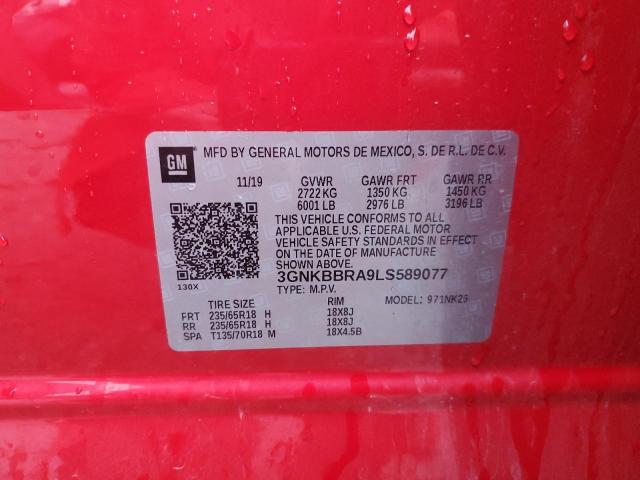 GM
MFD BY GENERAL MOTORS DE MEXICO, S. DE R.L. DE C.V.
11/19 GVWR GAWR FRT GAWR RR
2722 KG 1350 KG 1450 KG
6001 LB 2976 LB 3196 LB
THIS VEHICLE CONFORMS TO ALL
APPLICABLE U.S. FEDERAL MOTOR
VEHICLE SAFETY STANDARDS IN EFFECT
ON THE DATE OF MANUFACTURE
SHOWN ABOVE.
3GNKBBRA9LS589077
130X TYPE: M.P.V. MODEL: 971NK26
TIRE SIZE RIM
FRT 235/65R18 H 18X8J
RR 235/65R18 H 18X8J
SPA T135/70R18 M 18X4.5B